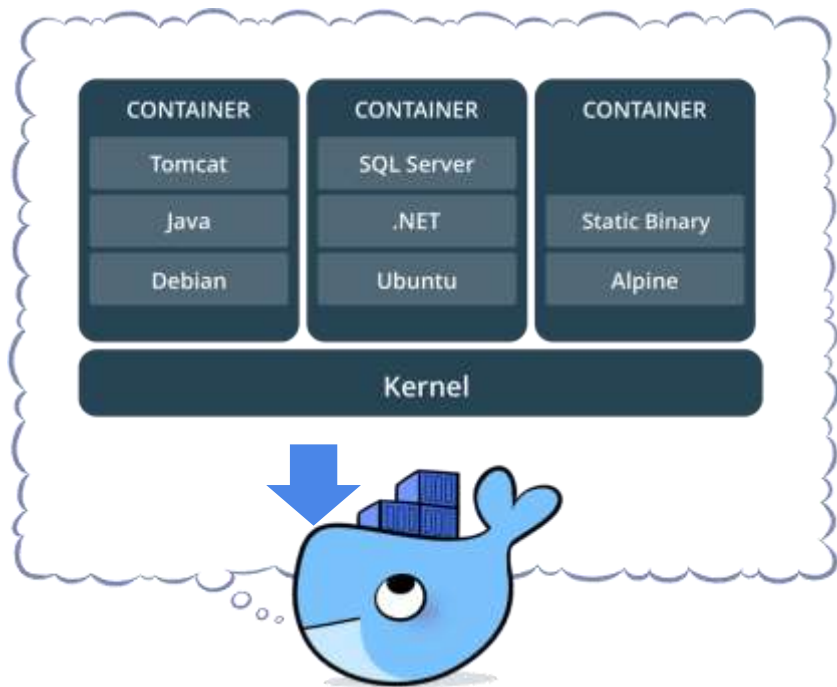 CONTAINER
Tomcat
Java
Debian
CONTAINER
SQL Server
.NET
Ubuntu
CONTAINER
Static Binary
Alpine
Kernel